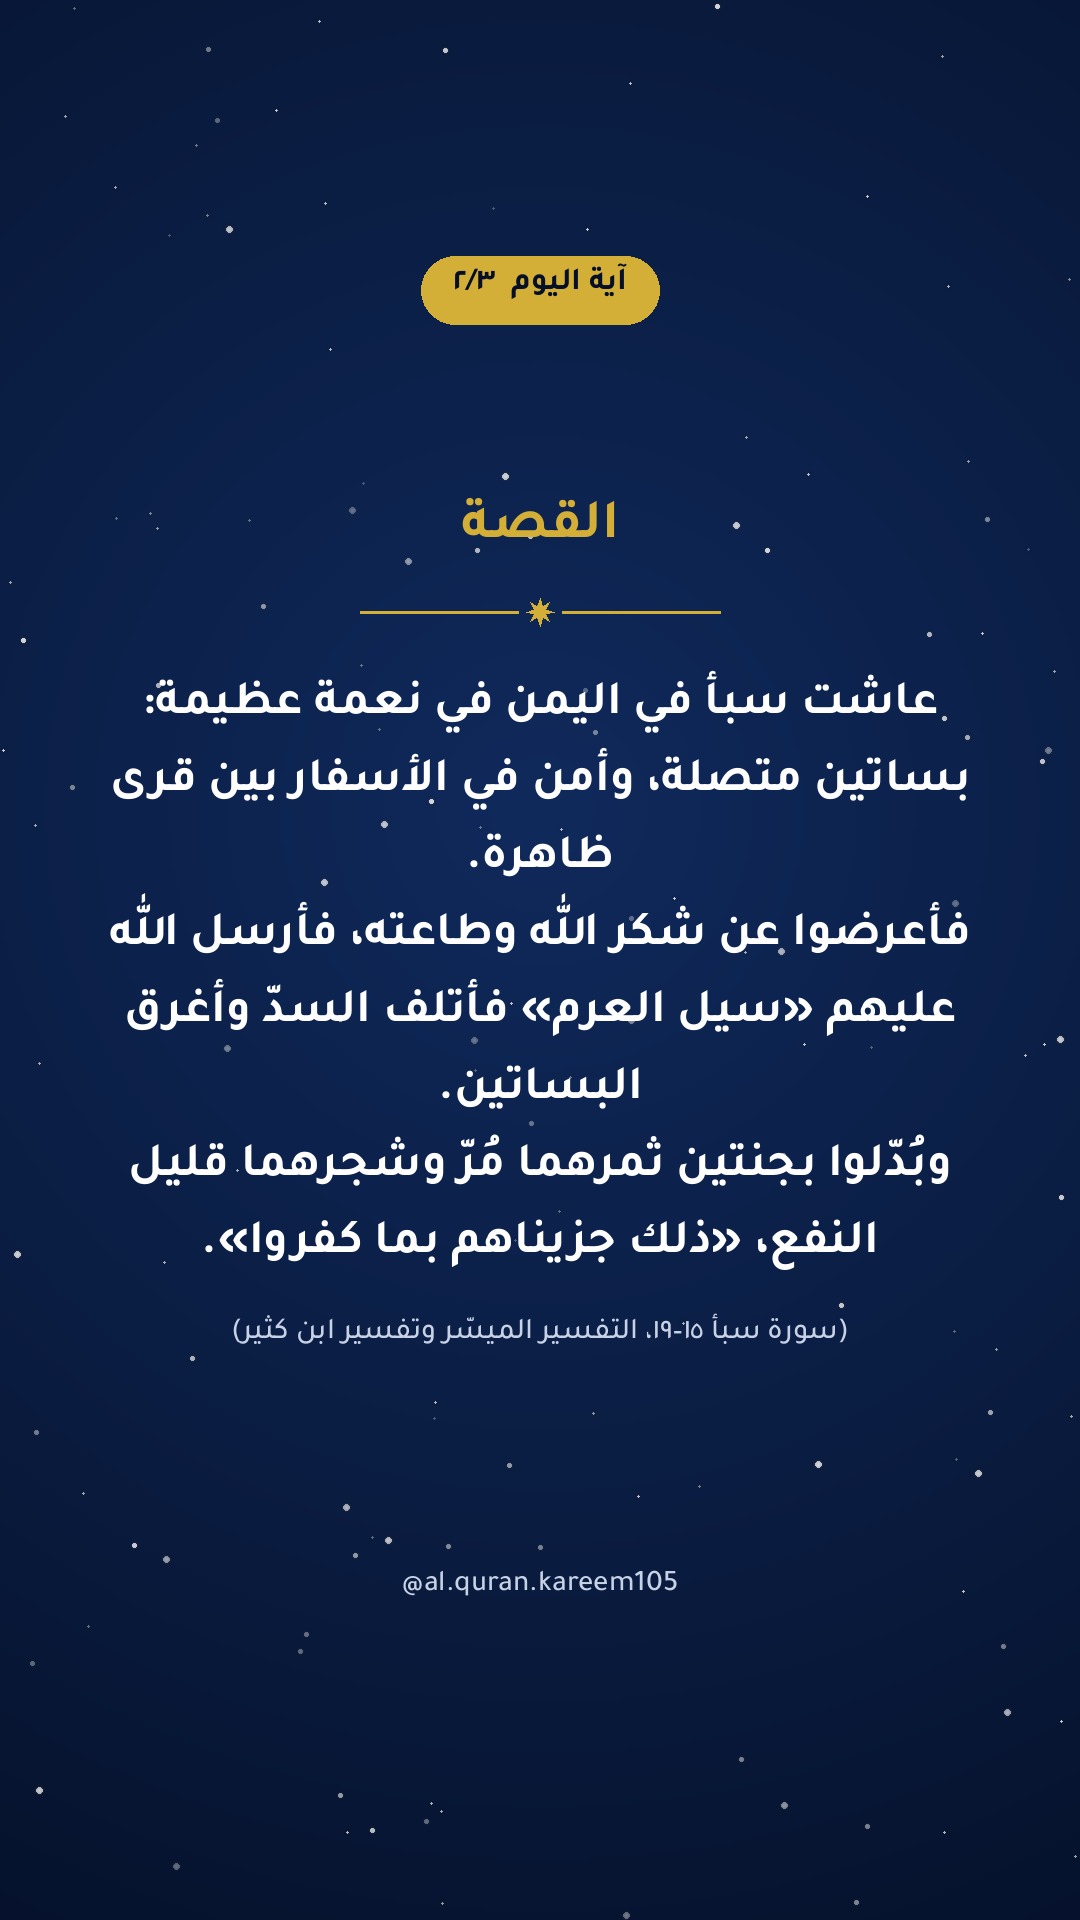 آية اليوم ٢/٣
القصة
عاشت سبأ في اليمن في نعمة عظيمة:
بساتين متصلة، وأمن في الأسفار بين قرى
ظاهرة.
فأعرضوا عن شكر الله وطاعته، فأرسل الله
عليهم «سيل العرم» فأتلف السدّ وأغرق
البساتين.
وبُدّلوا بجنتين ثمرهما مُرّ وشجرهما قليل
النفع، «ذلك جزيناهم بما كفروا».
(سورة سبأ ١٥-١٩، التفسير الميسّر وتفسير ابن كثير)
@al.quran.kareem105